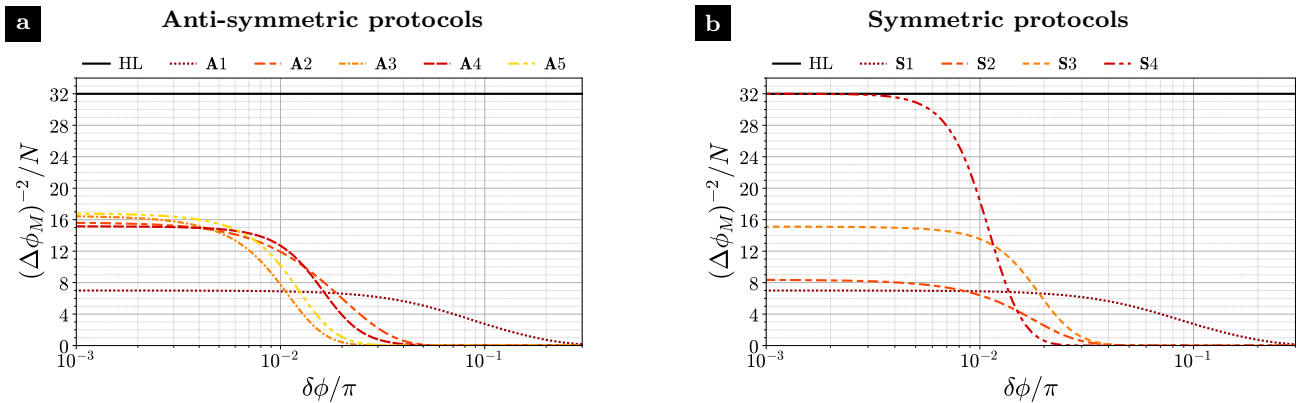 a
Anti-symmetric protocols
HL A1 A2 A3 A4 A5
32
28
24
20
16
12
8
4
0
(Δϕ_M)^{-2}/N
10^{-3} 10^{-2} 10^{-1}
δϕ/π
b
Symmetric protocols
HL S1 S2 S3 S4
32
28
24
20
16
12
8
4
0
(Δϕ_M)^{-2}/N
10^{-3} 10^{-2} 10^{-1}
δϕ/π